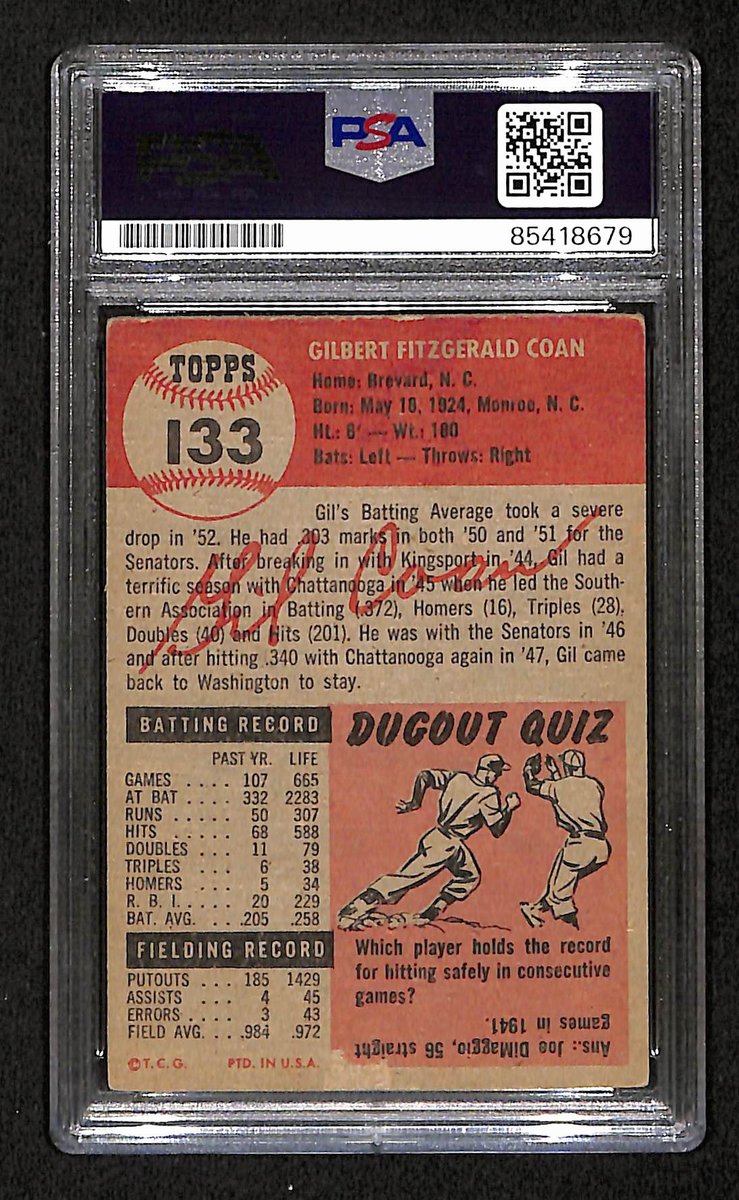 PSA
PSA
85418679
TOPPS
133
GILBERT FITZGERALD COAN
Home: Brevard, N. C.
Born: May 18, 1924, Monroe, N. C.
Ht.: 6' — Wt.: 180
Bats: Left — Throws: Right
Gil's Batting Average took a severe
drop in '52. He had .303 marks in both '50 and '51 for the
Senators. After breaking in with Kingsport in '44, Gil had a
terrific season with Chattanooga in '45 when he led the South-
ern Association in Batting (.372), Homers (16), Triples (28),
Doubles (40) and Hits (201). He was with the Senators in '46
and after hitting .340 with Chattanooga again in '47, Gil came
back to Washington to stay.
Gil Coan
BATTING RECORD
PAST YR. LIFE
GAMES .... 107 665
AT BAT .... 332 2283
RUNS ..... 50 307
HITS ..... 68 588
DOUBLES ... 11 79
TRIPLES ... 6 38
HOMERS ... 5 34
R. B. I. .... 20 229
BAT. AVG. ... .205 .258
FIELDING RECORD
PUTOUTS ... 185 1429
ASSISTS ... 4 45
ERRORS .... 3 43
FIELD AVG. ... .984 .972
© T. C. G. PTD. IN U.S.A.
DUGOUT QUIZ
Which player holds the record
for hitting safely in consecutive
games?
Ans.: Joe DiMaggio, 56 straight
games in 1941.